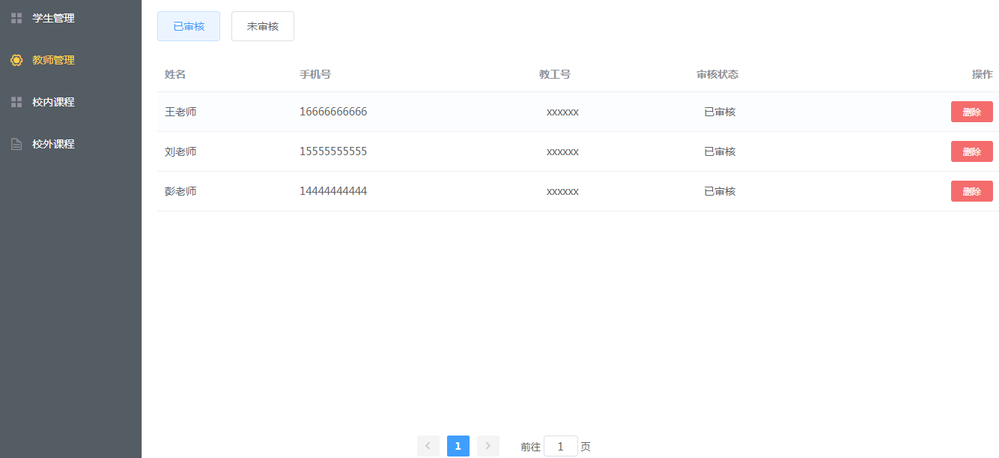 学生管理
教师管理
校内课程
校外课程
已审核 未审核
姓名 手机号 教工号 审核状态 操作
王老师 16666666666 xxxxxx 已审核 删除
刘老师 15555555555 xxxxxx 已审核 删除
彭老师 14444444444 xxxxxx 已审核 删除
1 前往 1 页